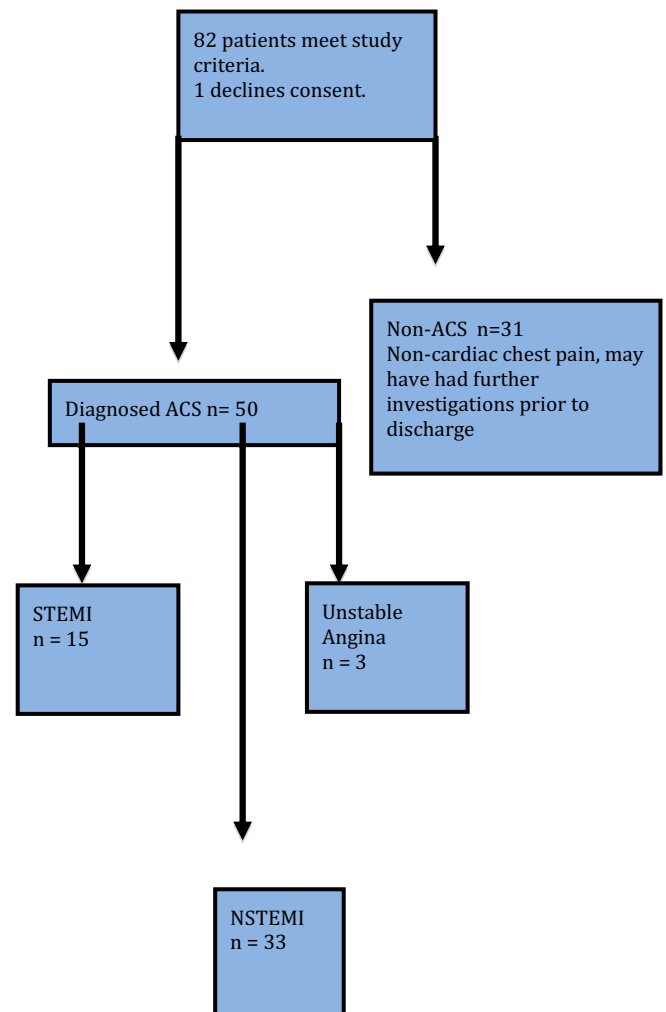 82 patients meet study
criteria.
1 declines consent.
Non-ACS  n=31
Non-cardiac chest pain, may
have had further
investigations prior to
discharge
Diagnosed ACS n= 50
STEMI
n = 15
Unstable
Angina
n = 3
NSTEMI
n = 33